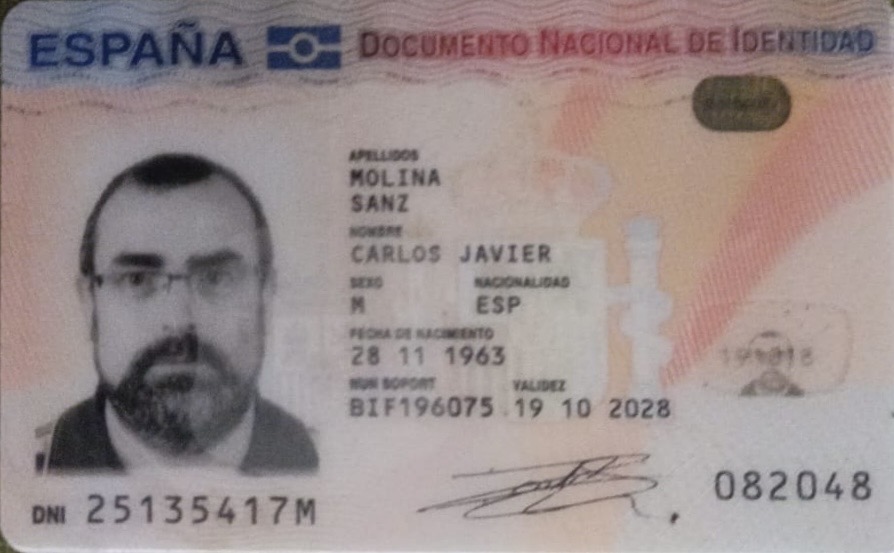 ESPAÑA DOCUMENTO NACIONAL DE IDENTIDAD
APELLIDOS
MOLINA
SANZ
NOMBRE
CARLOS JAVIER
SEXO NACIONALIDAD
M ESP
FECHA DE NACIMIENTO
28 11 1963
NUM SOPORT VALIDEZ
BIF196075 19 10 2028
DNI 25135417M
082048